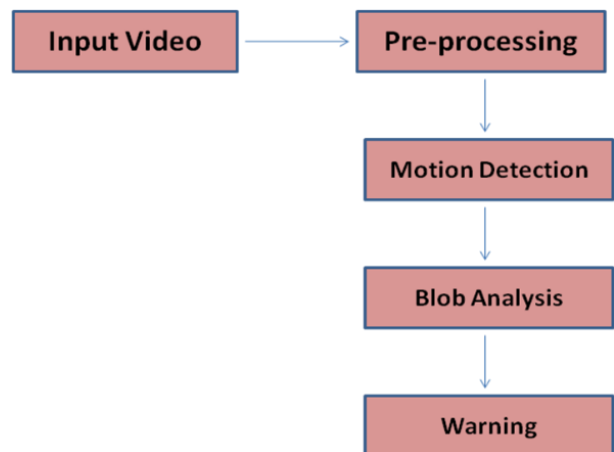 Input Video
Pre-processing
Motion Detection
Blob Analysis
Warning